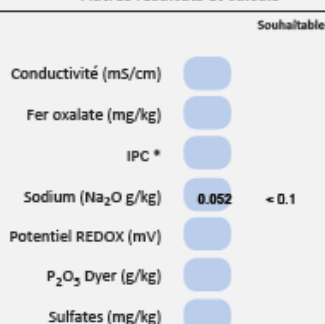 Souhaitable
Conductivité (mS/cm)
Fer oxalate (mg/kg)
IPC *
Sodium (Na₂O g/kg) 0.052 < 0.1
Potentiel REDOX (mV)
P₂O₅ Dyer (g/kg)
Sulfates (mg/kg)